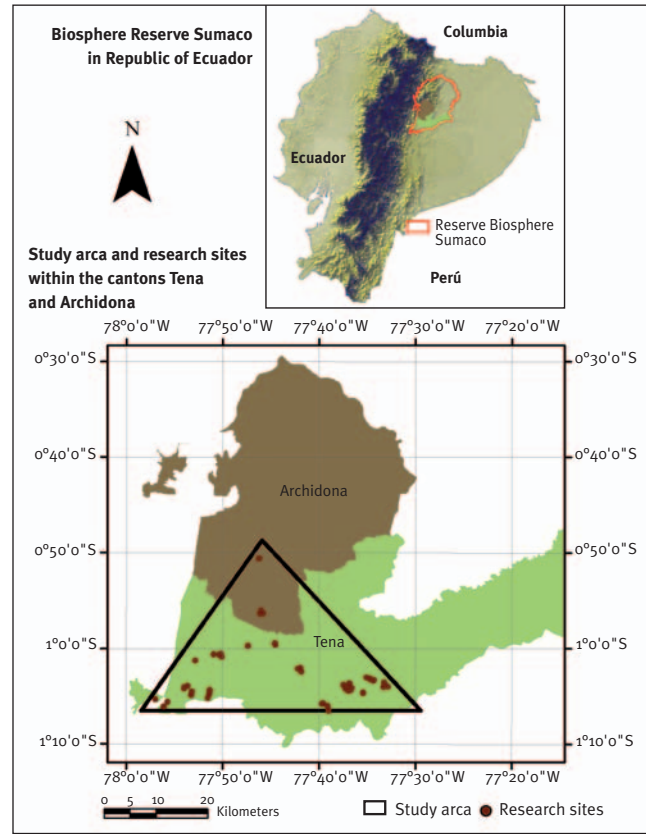 Biosphere Reserve Sumaco
in Republic of Ecuador
Columbia
N
Ecuador
Reserve Biosphere
Sumaco
Study arca and research sites
within the cantons Tena
and Archidona
Perú
78°0'0"W 77°50'0"W 77°40'0"W 77°30'0"W 77°20'0"W
0°30'0"S 0°30'0"S
0°40'0"S 0°40'0"S
Archidona
0°50'0"S 0°50'0"S
Tena
1°0'0"S 1°0'0"S
1°10'0"S 1°10'0"S
78°0'0"W 77°50'0"W 77°40'0"W 77°30'0"W 77°20'0"W
0 5 10 20
Kilometers
Study arca Research sites